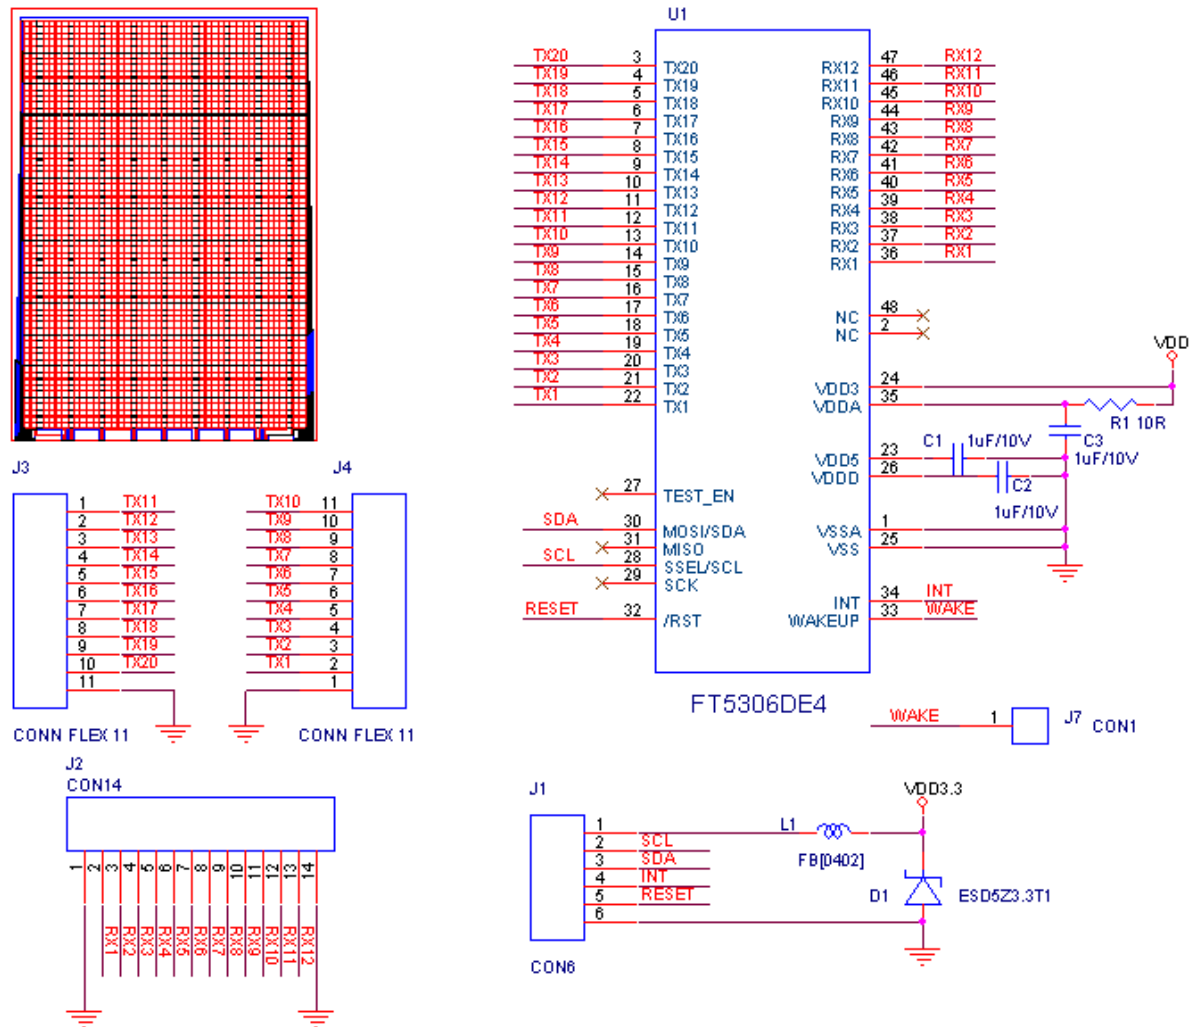 U1
TX20 3 TX20 RX12 47 RX12
TX19 4 TX19 RX11 46 RX11
TX18 5 TX18 RX10 45 RX10
TX17 6 TX17 RX9 44 RX9
TX16 7 TX16 RX8 43 RX8
TX15 8 TX15 RX7 42 RX7
TX14 9 TX14 RX6 41 RX6
TX13 10 TX13 RX5 40 RX5
TX12 11 TX12 RX4 39 RX4
TX11 12 TX11 RX3 38 RX3
TX10 13 TX10 RX2 37 RX2
TX9 14 TX9 RX1 36 RX1
TX8 15 TX8
TX7 16 TX7
TX6 17 TX6 NC 48
TX5 18 TX5 NC 2
TX4 19 TX4
TX3 20 TX3
TX2 21 TX2 VDD3 24
TX1 22 TX1 VDDA 35
VDD
R1 10R
C3
1uF/10V
C1 1uF/10V
VDD5 23
VDDD 26
C2
1uF/10V
27 TEST_EN
SDA 30 MOSI/SDA VSSA 1
31 MISO VSS 25
SCL 28 SSEL/SCL
29 SCK
INT 34 INT
RESET 32 /RST WAKEUP 33 WAKE
FT5306DE4
J3
1 TX11
2 TX12
3 TX13
4 TX14
5 TX15
6 TX16
7 TX17
8 TX18
9 TX19
10 TX20
11
CONN FLEX 11
J4
TX10 11
TX9 10
TX8 9
TX7 8
TX6 7
TX5 6
TX4 5
TX3 4
TX2 3
TX1 2
1
CONN FLEX 11
WAKE 1 J7 CON1
J2
CON14
1 2 3 4 5 6 7 8 9 10 11 12 13 14
RX1 RX2 RX3 RX4 RX5 RX6 RX7 RX8 RX9 RX10 RX11 RX12
J1
1
2 SCL
3 SDA
4 INT
5 RESET
6
CON6
VDD3.3
L1
FB[0402]
D1 ESD5Z3.3T1